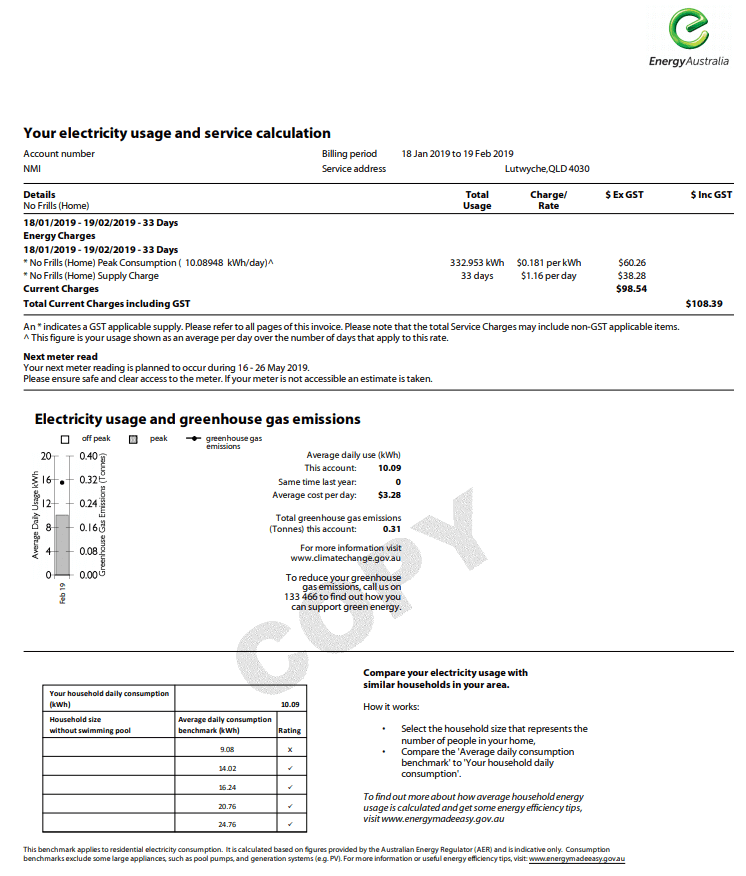 EnergyAustralia
Your electricity usage and service calculation
Account number Billing period 18 Jan 2019 to 19 Feb 2019
NMI Service address Lutwyche,QLD 4030
Details Total Charge/ $ Ex GST $ Inc GST
No Frills (Home) Usage Rate
18/01/2019 - 19/02/2019 - 33 Days
Energy Charges
18/01/2019 - 19/02/2019 - 33 Days
* No Frills (Home) Peak Consumption ( 10.08948 kWh/day)^ 332.953 kWh $0.181 per kWh $60.26
* No Frills (Home) Supply Charge 33 days $1.16 per day $38.28
Current Charges $98.54
Total Current Charges including GST $108.39
An * indicates a GST applicable supply. Please refer to all pages of this invoice. Please note that the total Service Charges may include non-GST applicable items.
^ This figure is your usage shown as an average per day over the number of days that apply to this rate.
Next meter read
Your next meter reading is planned to occur during 16 - 26 May 2019.
Please ensure safe and clear access to the meter. If your meter is not accessible an estimate is taken.
Electricity usage and greenhouse gas emissions
off peak peak greenhouse gas
emissions
Average Daily Usage kWh
20 0.40
16 0.32
12 0.24
8 0.16
4 0.08
0 0.00
Greenhouse Gas Emissions (Tonnes)
Feb 19
Average daily use (kWh)
This account: 10.09
Same time last year: 0
Average cost per day: $3.28
Total greenhouse gas emissions
(Tonnes) this account: 0.31
For more information visit
www.climatechange.gov.au
To reduce your greenhouse
gas emissions, call us on
133 466 to find out how you
can support green energy.
COPY
Your household daily consumption
(kWh) 10.09
Household size Average daily consumption
without swimming pool benchmark (kWh) Rating
9.08 x
14.02 ✓
16.24 ✓
20.76 ✓
24.76 ✓
Compare your electricity usage with
similar households in your area.
How it works:
• Select the household size that represents the
number of people in your home,
• Compare the 'Average daily consumption
benchmark' to 'Your household daily
consumption'.
To find out more about how average household energy
usage is calculated and get some energy efficiency tips,
visit www.energymadeeasy.gov.au
This benchmark applies to residential electricity consumption. It is calculated based on figures provided by the Australian Energy Regulator (AER) and is indicative only. Consumption
benchmarks exclude some large appliances, such as pool pumps, and generation systems (e.g. PV). For more information or useful energy efficiency tips, visit: www.energymadeeasy.gov.au